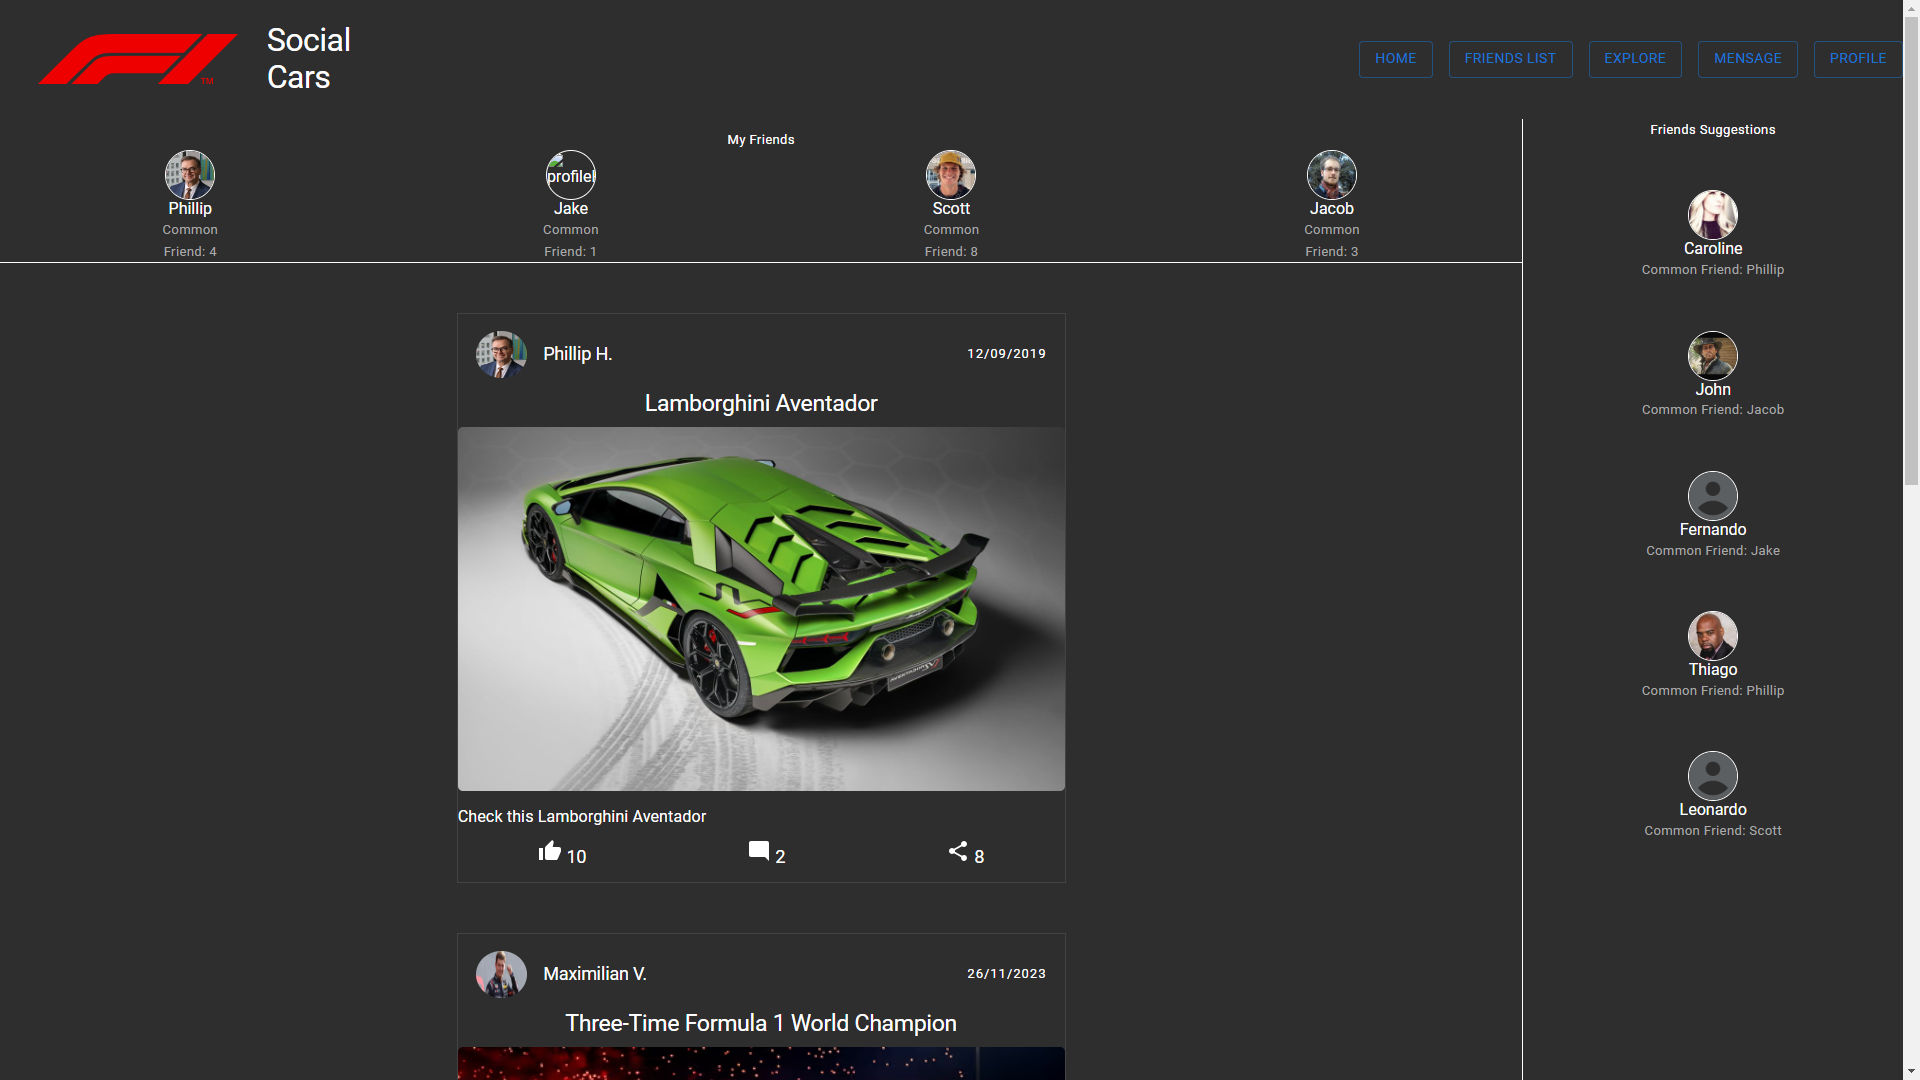 Social
Cars
HOME
FRIENDS LIST
EXPLORE
MENSAGE
PROFILE
TM
My Friends
Phillip
Common
Friend: 4
profile
Jake
Common
Friend: 1
Scott
Common
Friend: 8
Jacob
Common
Friend: 3
Friends Suggestions
Caroline
Common Friend: Phillip
John
Common Friend: Jacob
Fernando
Common Friend: Jake
Thiago
Common Friend: Phillip
Leonardo
Common Friend: Scott
Phillip H.
12/09/2019
Lamborghini Aventador
Check this Lamborghini Aventador
10
2
8
Maximilian V.
26/11/2023
Three-Time Formula 1 World Champion